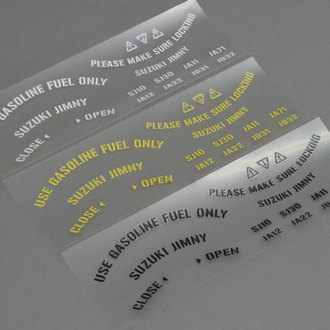 USE GASOLINE FUEL ONLY
PLEASE MAKE SURE LOCKING
SUZUKI JIMNY
SJ10 SJ30 JA11 JA71
JA12 JA22 JB31 JB32
CLOSE OPEN
USE GASOLINE FUEL ONLY
PLEASE MAKE SURE LOCKING
SUZUKI JIMNY
SJ10 SJ30 JA11 JA71
JA12 JA22 JB31 JB32
CLOSE OPEN
USE GASOLINE FUEL ONLY
PLEASE MAKE SURE LOCKING
SUZUKI JIMNY
SJ10 SJ30 JA11
JA12 JA22 JB31
CLOSE OPEN